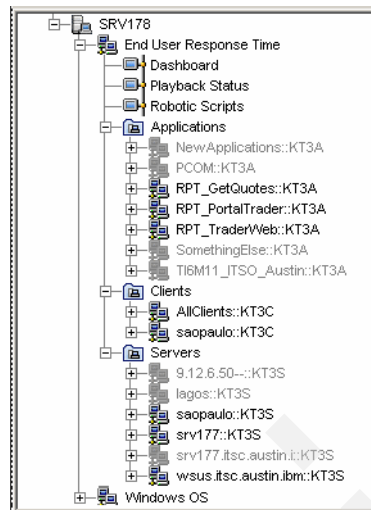 SRV178
End User Response Time
Dashboard
Playback Status
Robotic Scripts
Applications
NewApplications::KT3A
PCOM::KT3A
RPT_GetQuotes::KT3A
RPT_PortalTrader::KT3A
RPT_TraderWeb::KT3A
SomethingElse::KT3A
TI6M11_ITSO_Austin::KT3A
Clients
AllClients::KT3C
saopaulo::KT3C
Servers
9.12.6.50--::KT3S
lagos::KT3S
saopaulo::KT3S
srv177::KT3S
srv177.itsc.austin.i::KT3S
wsus.itsc.austin.ibm::KT3S
Windows OS